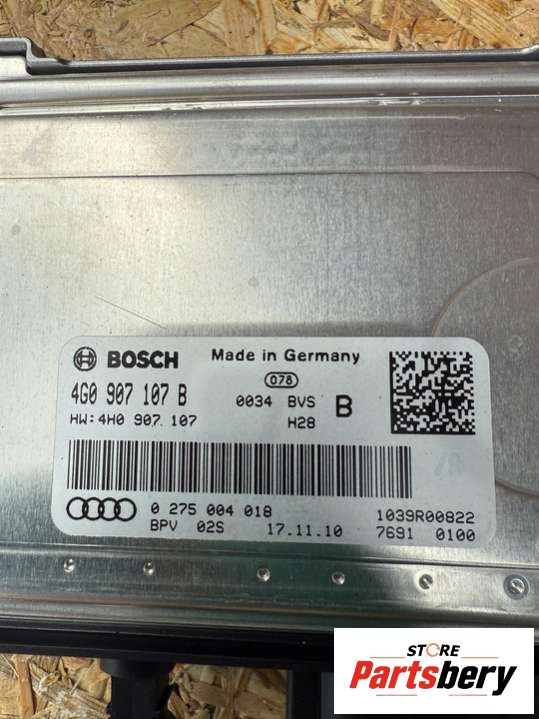 BOSCH Made in Germany
078
4G0 907 107 B 0034 BVS B
HW:4H0 907. 107 H28
0 275 004 018 1039R00822
BPV 02S 17.11.10 7691 0100
STORE
Partsbery